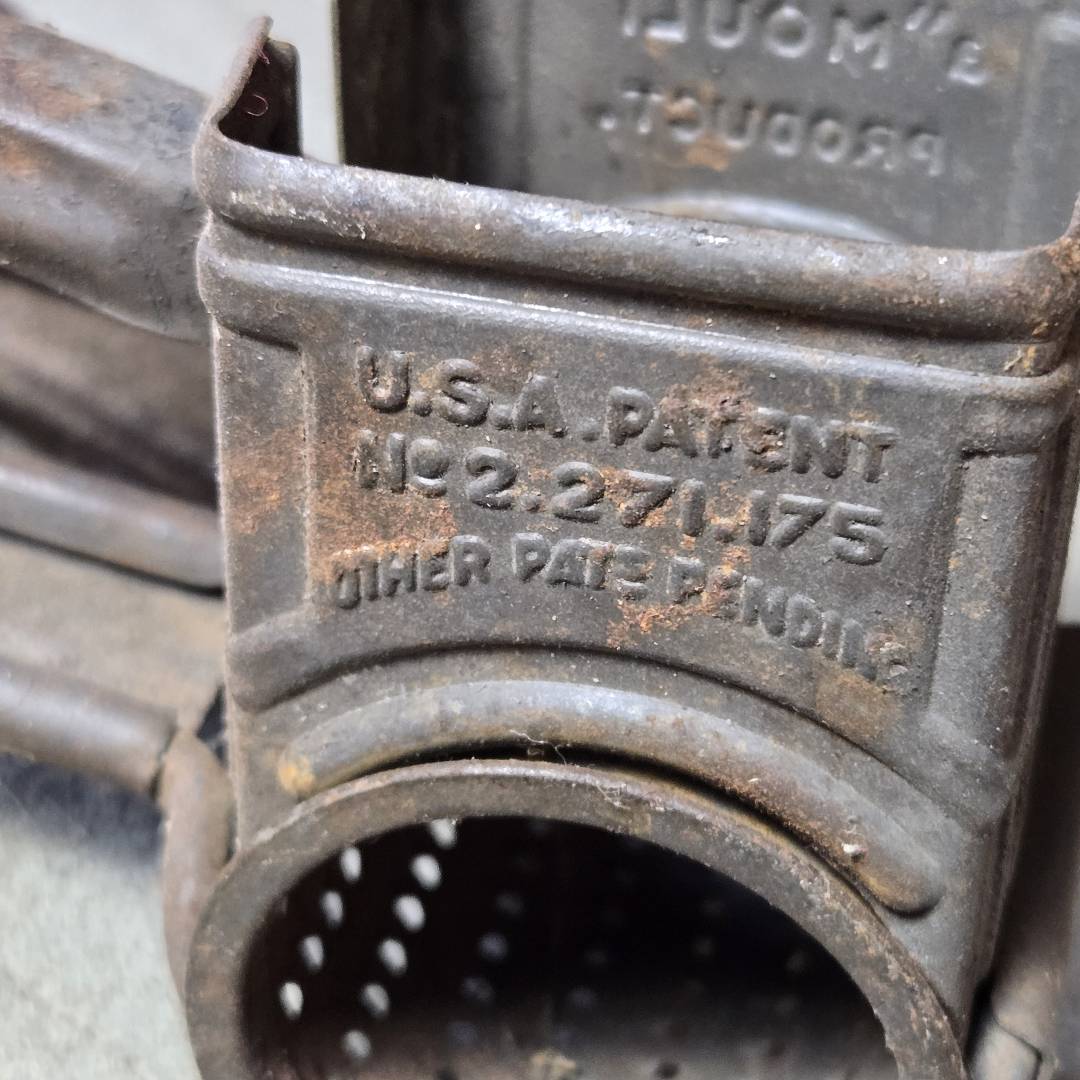 a "MOULI
PRODUCT.
U.S.A. PATENT
No 2.271.175
OTHER PATS PENDING